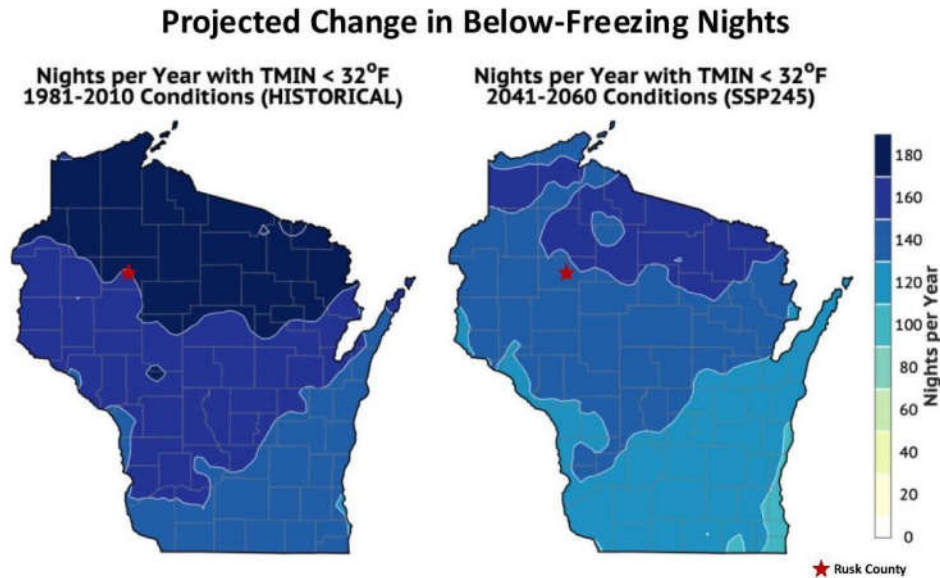 Projected Change in Below-Freezing Nights
Nights per Year with TMIN < 32°F
1981-2010 Conditions (HISTORICAL)
Nights per Year with TMIN < 32°F
2041-2060 Conditions (SSP245)
180
160
140
120
100
80
60
40
20
0
Nights per Year
Rusk County